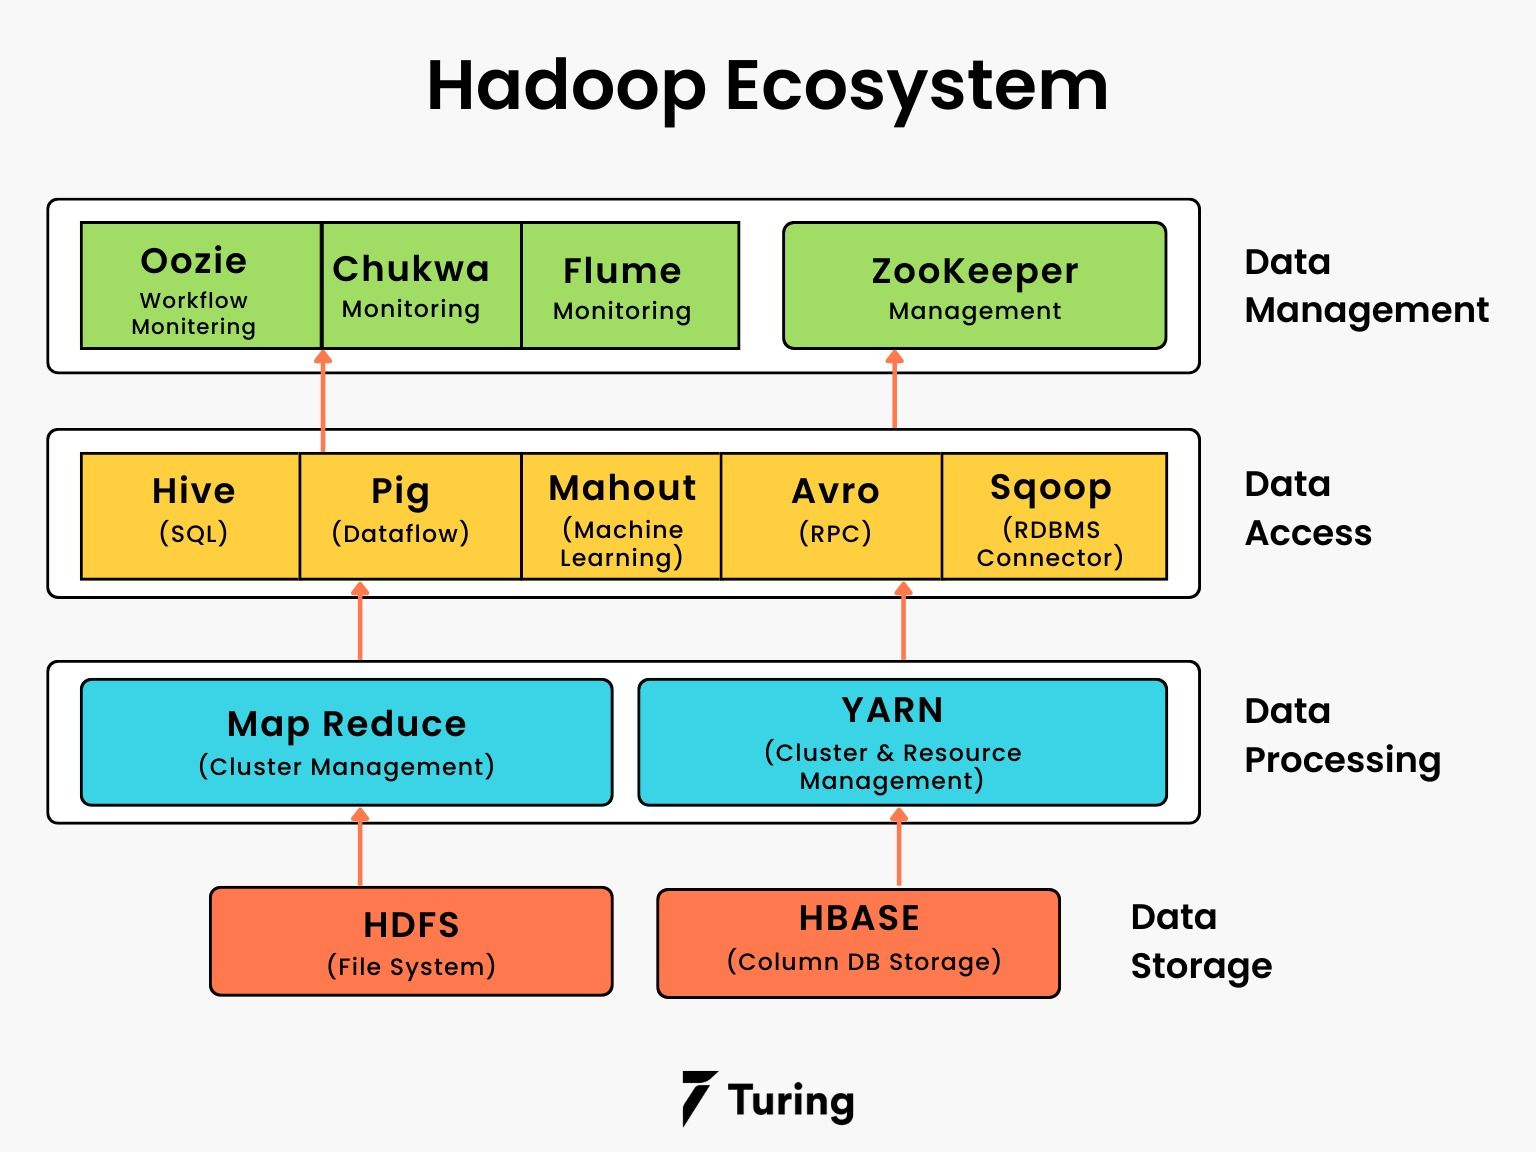 Hadoop Ecosystem
Oozie
Workflow
Monitering
Chukwa
Monitoring
Flume
Monitoring
ZooKeeper
Management
Data
Management
Hive
(SQL)
Pig
(Dataflow)
Mahout
(Machine
Learning)
Avro
(RPC)
Sqoop
(RDBMS
Connector)
Data
Access
Map Reduce
(Cluster Management)
YARN
(Cluster & Resource
Management)
Data
Processing
HDFS
(File System)
HBASE
(Column DB Storage)
Data
Storage
Turing